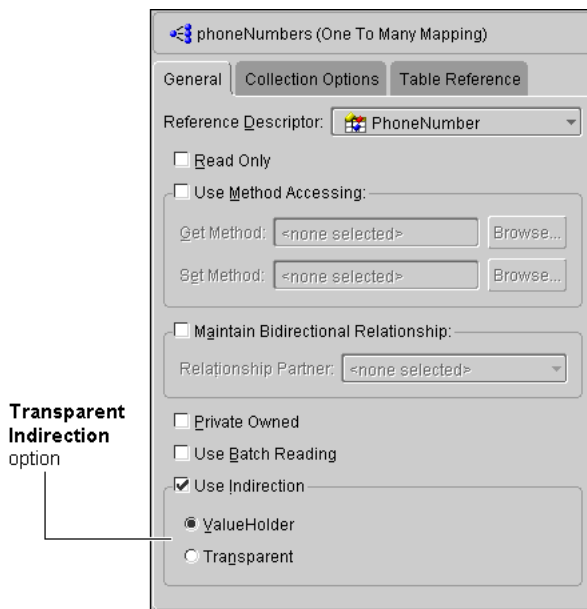 phoneNumbers (One To Many Mapping)
General Collection Options Table Reference
Reference Descriptor: PhoneNumber
Read Only
Use Method Accessing:
Get Method: <none selected> Browse...
Set Method: <none selected> Browse...
Maintain Bidirectional Relationship:
Relationship Partner: <none selected>
Private Owned
Use Batch Reading
Use Indirection
ValueHolder
Transparent
Transparent
Indirection
option